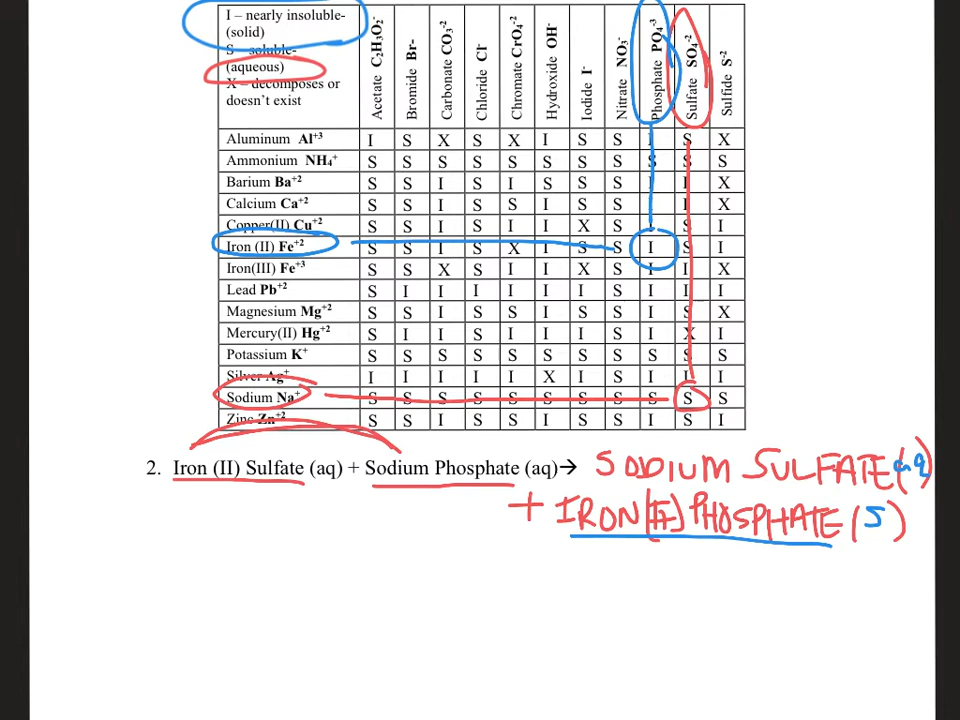 I – nearly insoluble-
(solid)
S – soluble-
(aqueous)
X – decomposes or
doesn't exist
Acetate C₂H₃O₂⁻
Bromide Br-
Carbonate CO₃⁻²
Chloride Cl⁻
Chromate CrO₄⁻²
Hydroxide OH⁻
Iodide I⁻
Nitrate NO₃⁻
Phosphate PO₄⁻³
Sulfate SO₄⁻²
Sulfide S⁻²
Aluminum Al⁺³ I S X S X I S S I S X
Ammonium NH₄⁺ S S S S S S S S S S S
Barium Ba⁺² S S I S I S S S I I X
Calcium Ca⁺² S S I S S I S S I X
Copper(II) Cu⁺² S S I S I I X S S I
Iron (II) Fe⁺² S S I S X I S S I S I
Iron(III) Fe⁺³ S S X S I I X S I I X
Lead Pb⁺² S I I I I I I S I I I
Magnesium Mg⁺² S S I S S I S S I S X
Mercury(II) Hg⁺² S I I S I I I S I X I
Potassium K⁺ S S S S S S S S S S S
Silver Ag⁺ I I I I I X I S I I I
Sodium Na⁺ S S S S S S S S S S S
Zinc Zn⁺² S S I S S I S S I S I
2. Iron (II) Sulfate (aq) + Sodium Phosphate (aq)→ SODIUM SULFATE(aq)
+ IRON(II) PHOSPHATE(S)